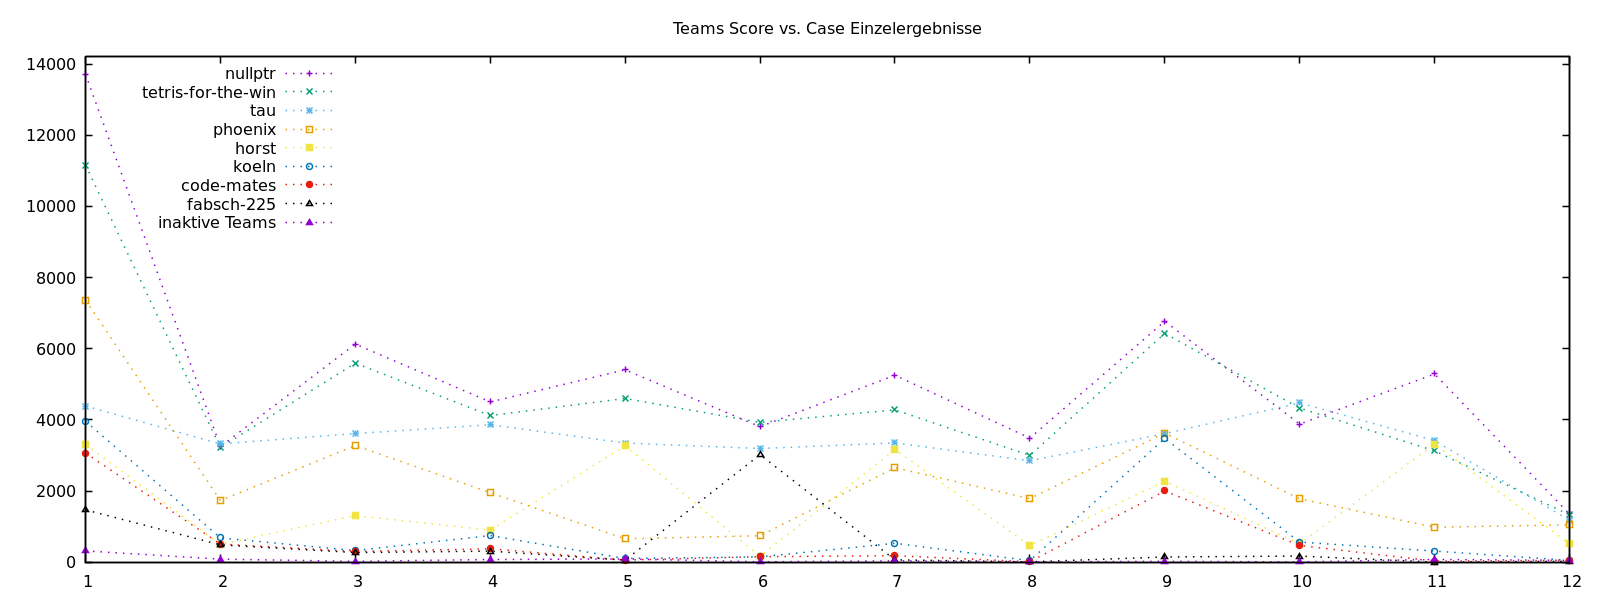 Teams Score vs. Case Einzelergebnisse
14000
12000
10000
8000
6000
4000
2000
0
nullptr
tetris-for-the-win
tau
phoenix
horst
koeln
code-mates
fabsch-225
inaktive Teams
1 2 3 4 5 6 7 8 9 10 11 12